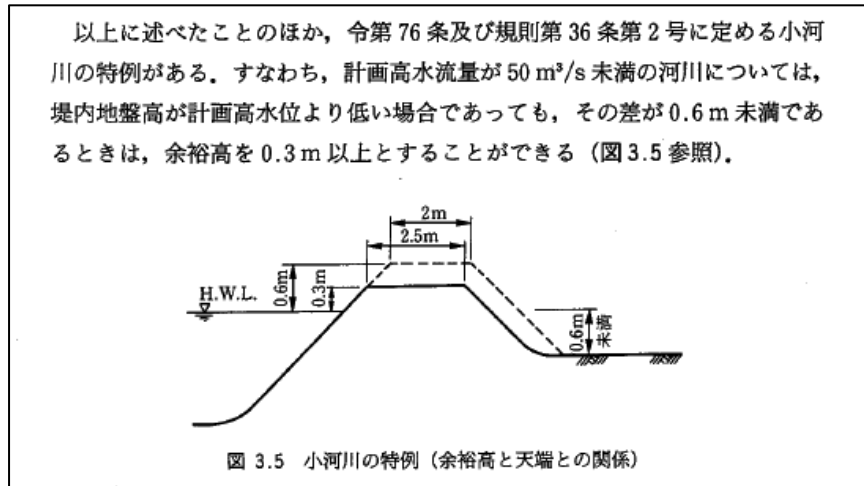 以上に述べたことのほか，令第76条及び規則第36条第2号に定める小河
川の特例がある．すなわち，計画高水流量が50 m³/s 未満の河川については，
堤内地盤高が計画高水位より低い場合であっても，その差が0.6 m 未満であ
るときは，余裕高を0.3 m 以上とすることができる（図3.5 参照）．
2m
2.5m
H.W.L.
0.6m
0.3m
0.6m
未満
図 3.5 小河川の特例（余裕高と天端との関係）